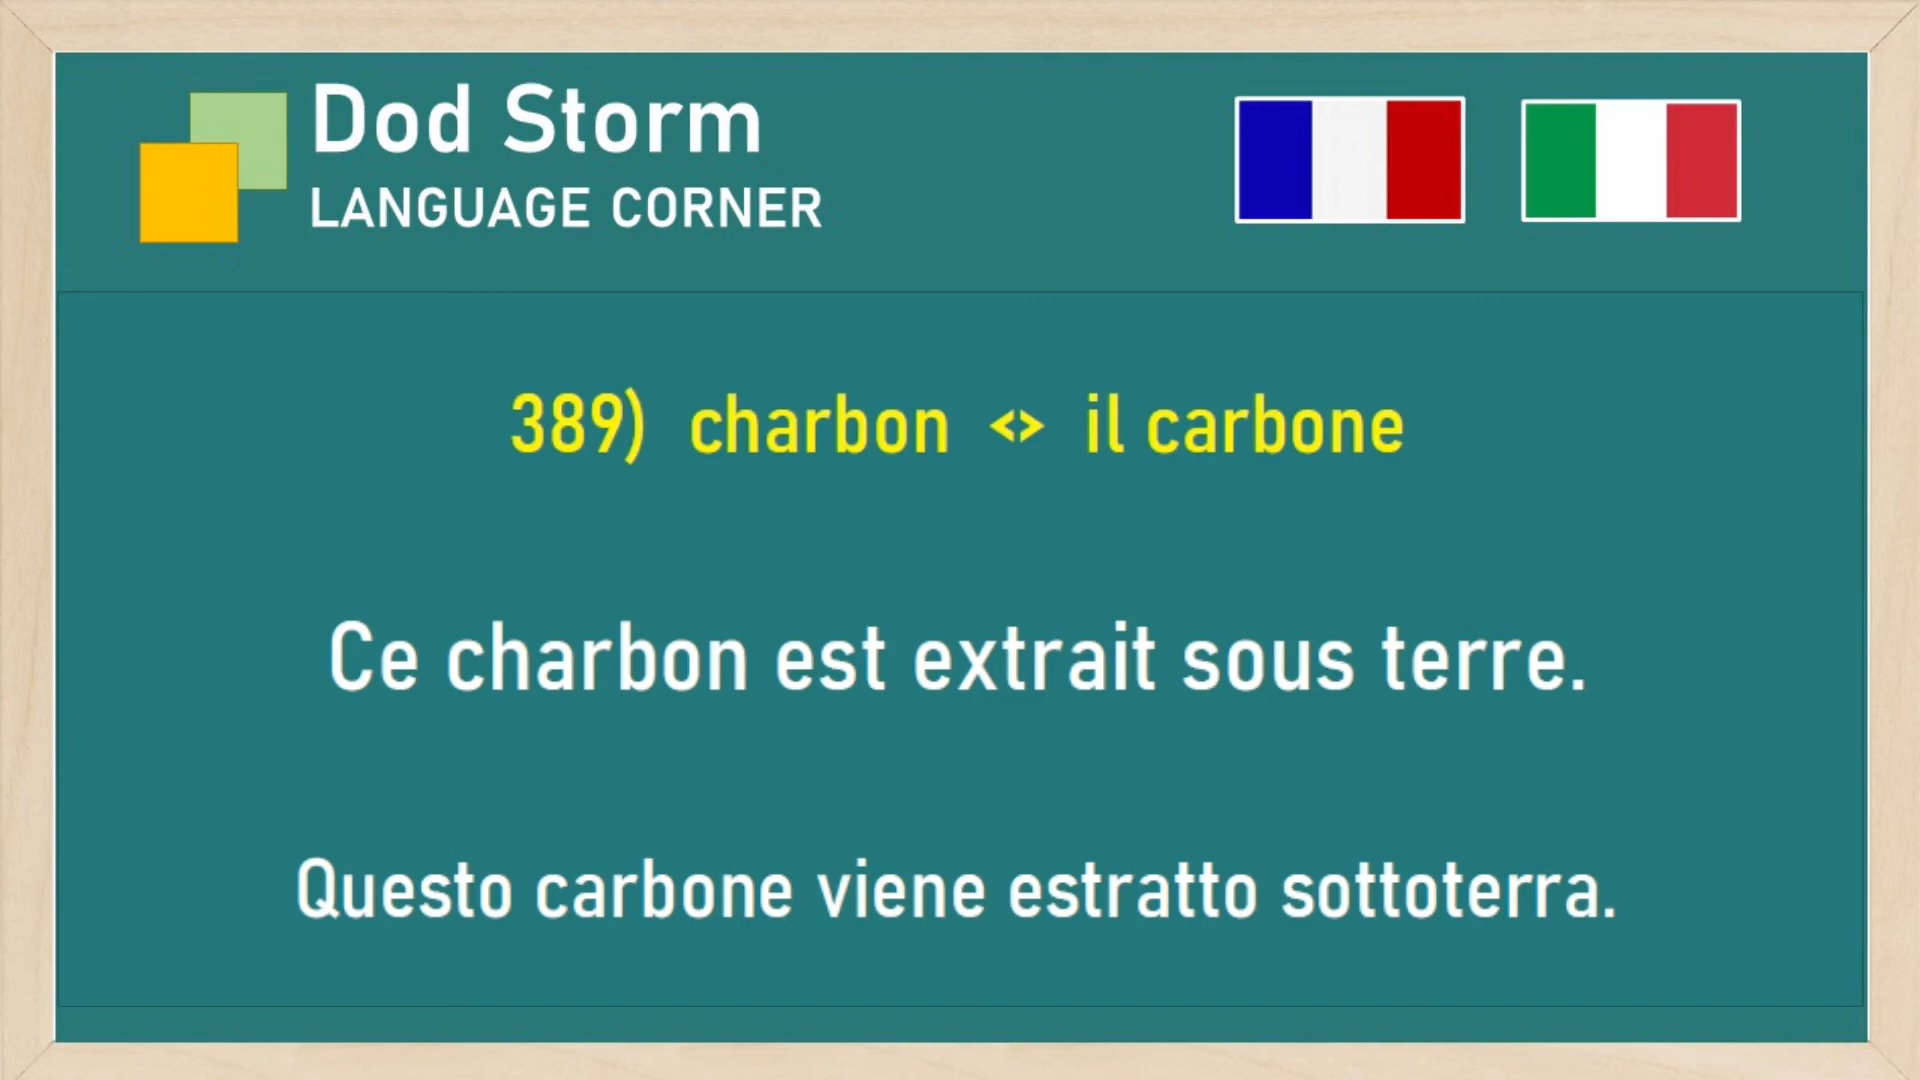 Dod Storm
LANGUAGE CORNER
389) charbon <> il carbone
Ce charbon est extrait sous terre.
Questo carbone viene estratto sottoterra.